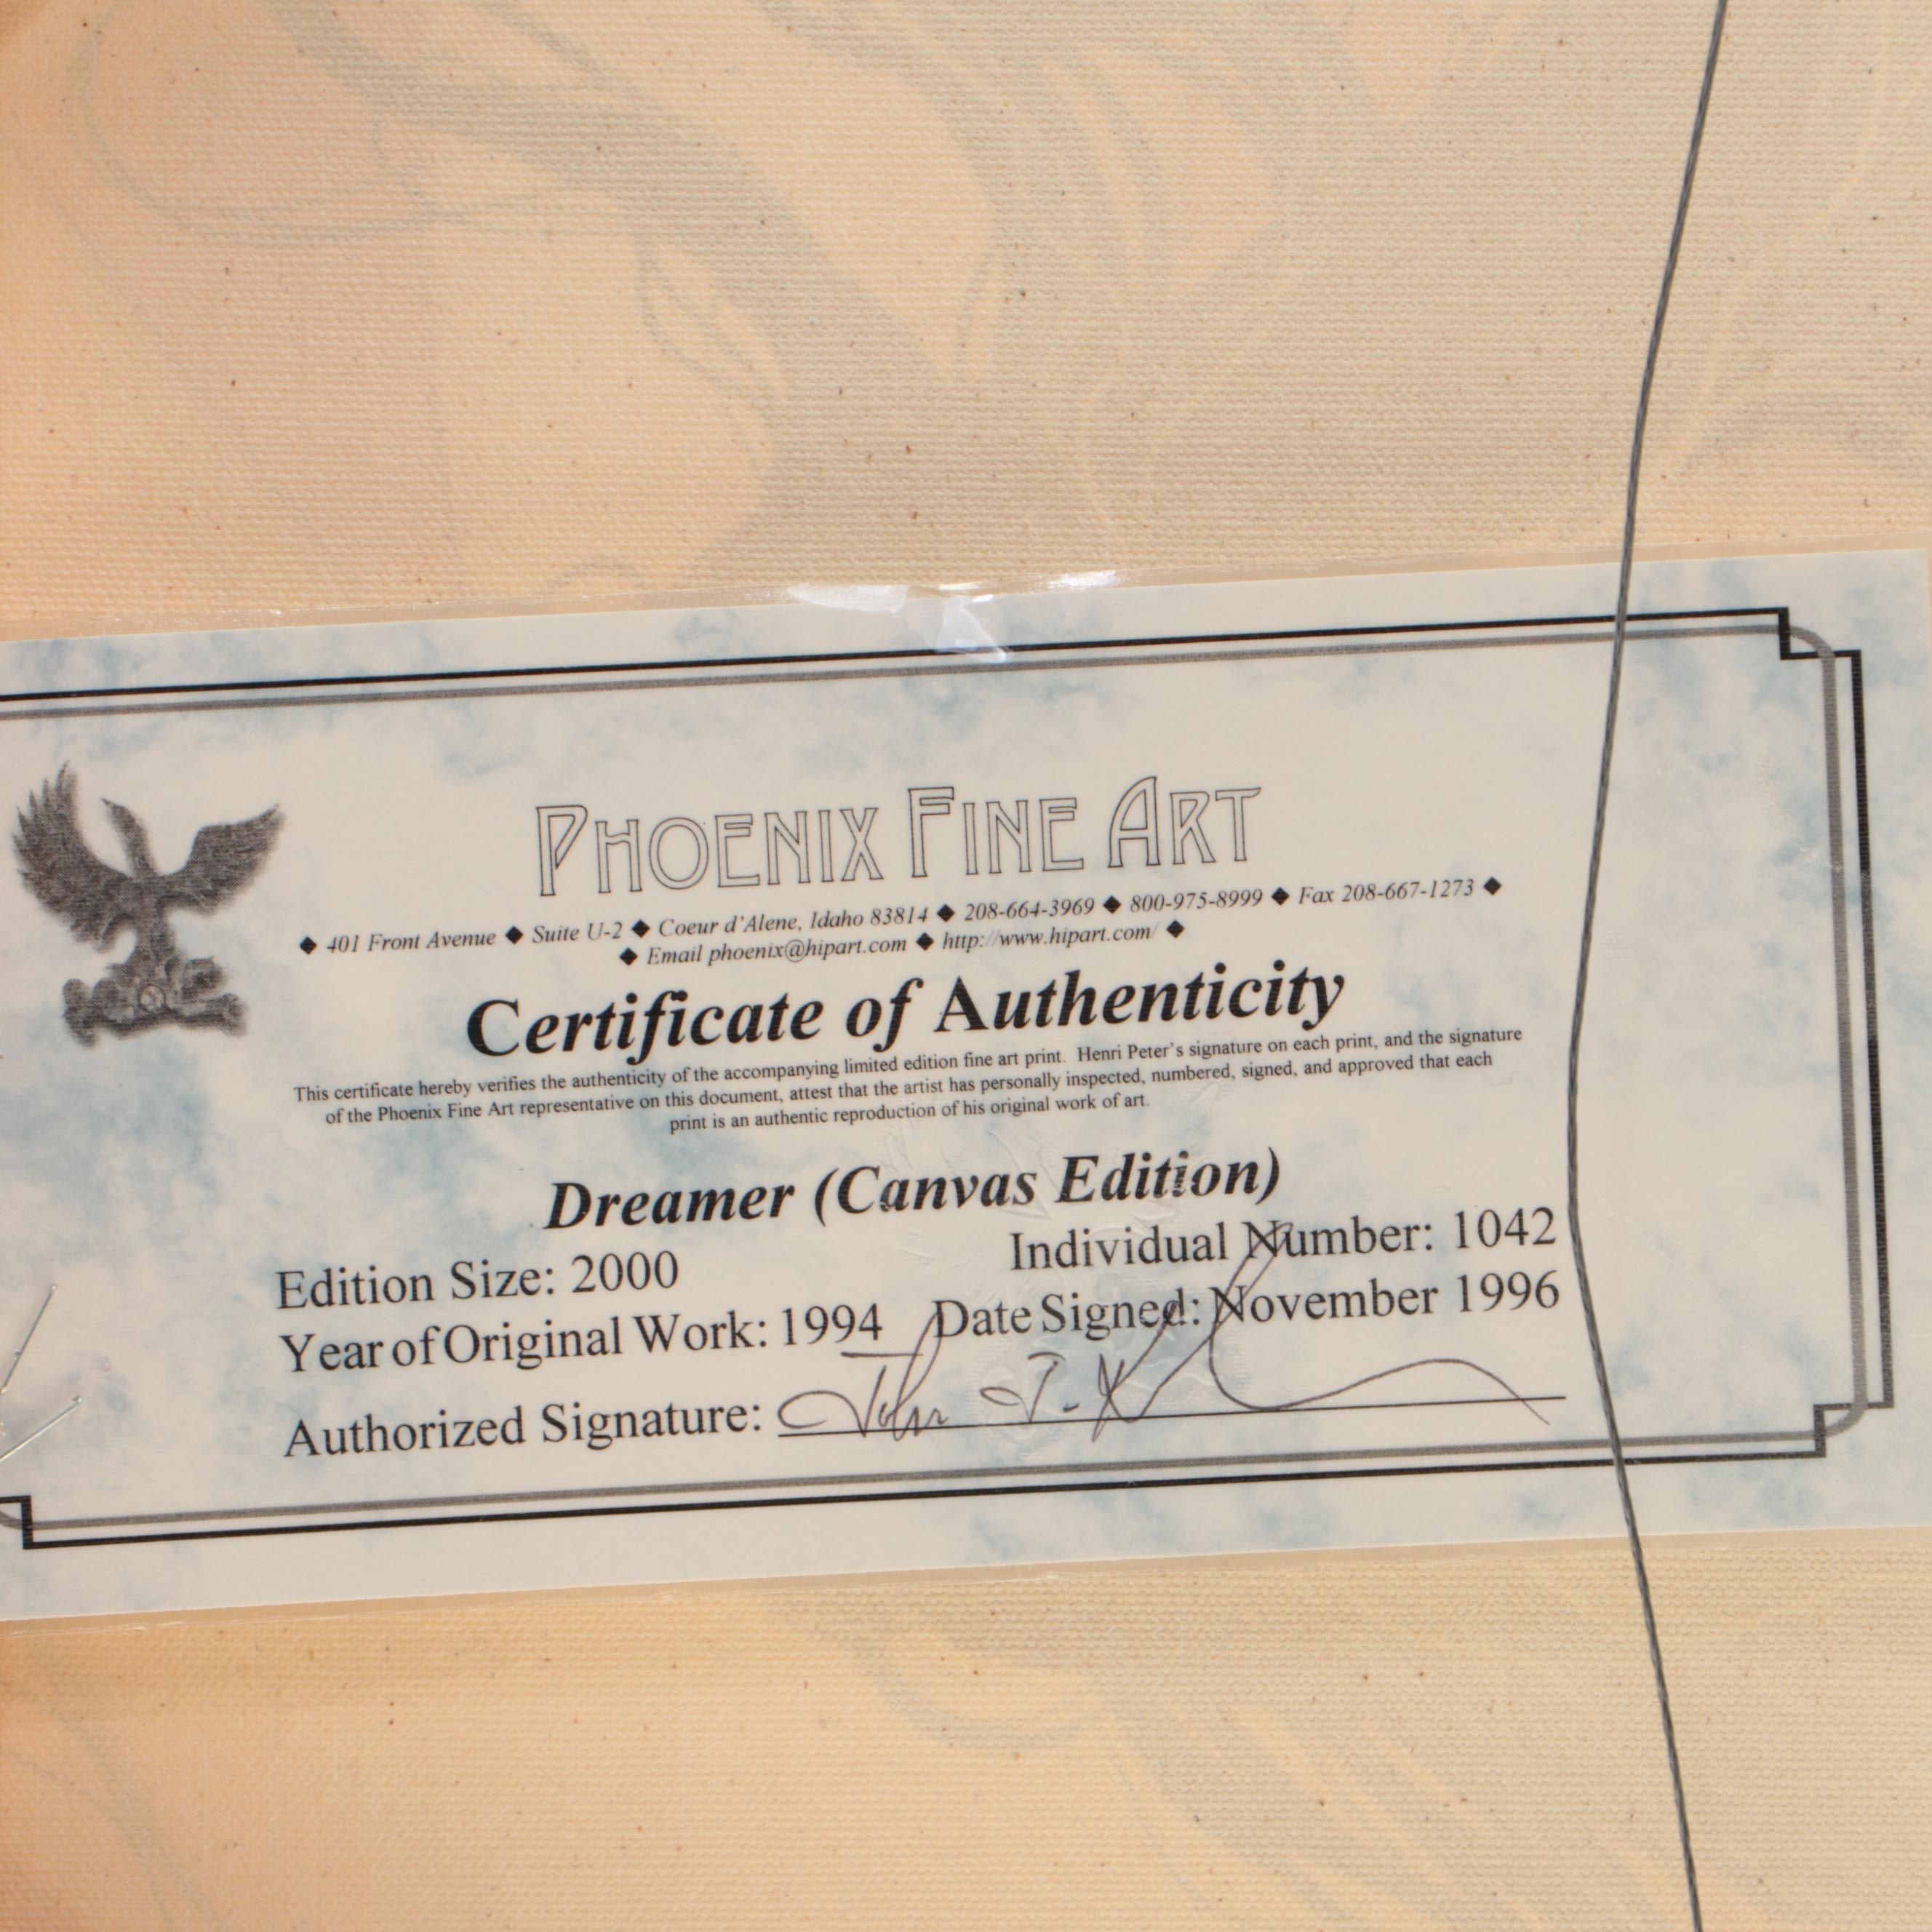 PHOENIX FINE ART
◆ 401 Front Avenue ◆ Suite U-2 ◆ Coeur d'Alene, Idaho 83814 ◆ 208-664-3969 ◆ 800-975-8999 ◆ Fax 208-667-1273 ◆
◆ Email phoenix@hipart.com ◆ http://www.hipart.com/ ◆
Certificate of Authenticity
This certificate hereby verifies the authenticity of the accompanying limited edition fine art print. Henri Peter's signature on each print, and the signature
of the Phoenix Fine Art representative on this document, attest that the artist has personally inspected, numbered, signed, and approved that each
print is an authentic reproduction of his original work of art.
Dreamer (Canvas Edition)
Edition Size: 2000 Individual Number: 1042
Year of Original Work: 1994 Date Signed: November 1996
Authorized Signature: John J.